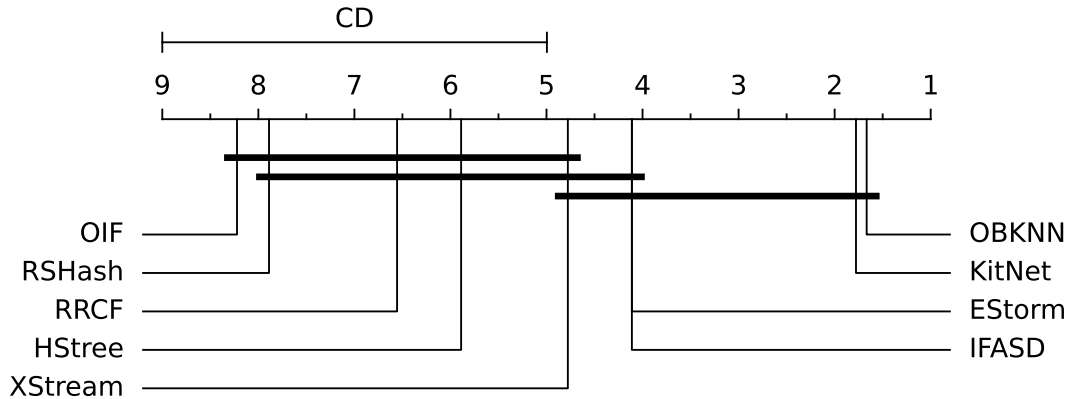 CD
9 8 7 6 5 4 3 2 1
OIF OBKNN
RSHash KitNet
RRCF EStorm
HStree IFASD
XStream